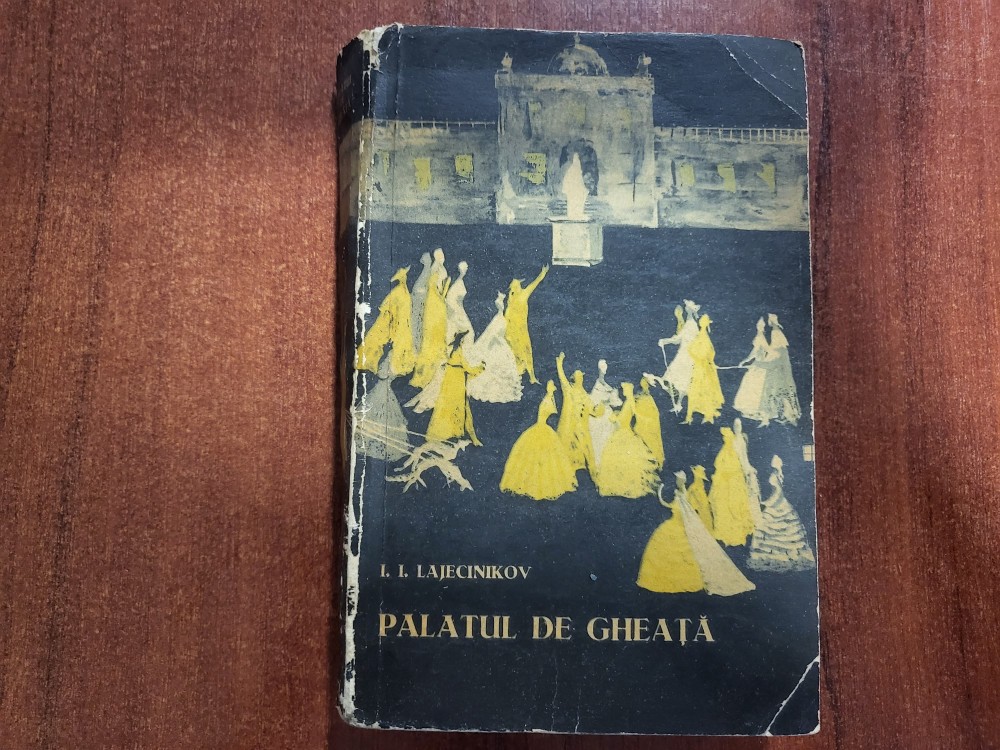 I. I. LAJECINIKOV
PALATUL DE GHEAȚĂ